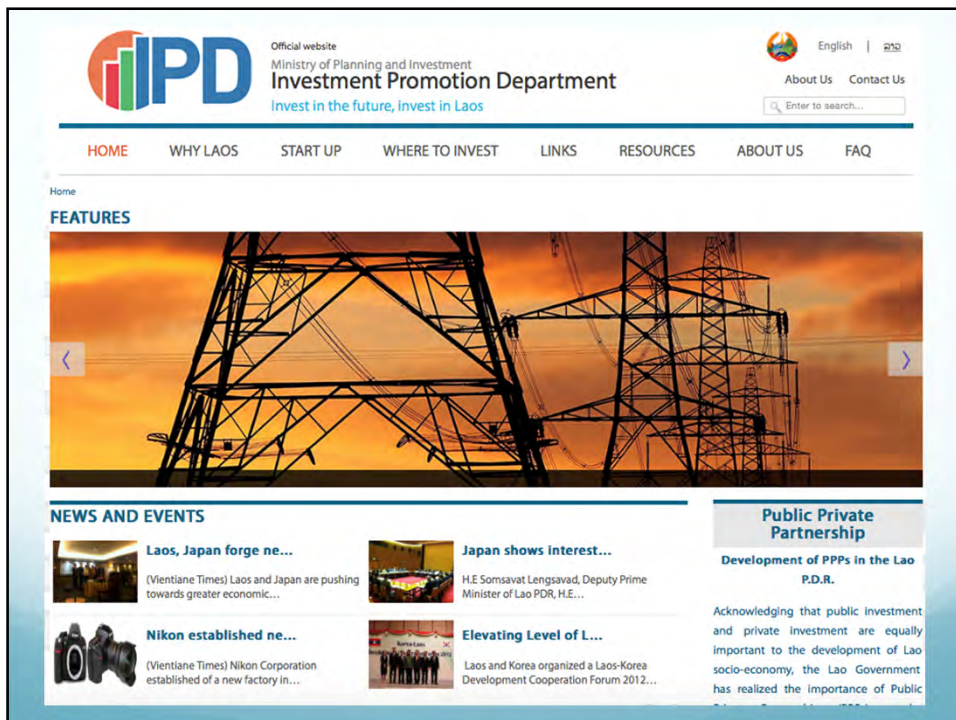 IPD
Official website
Ministry of Planning and Investment
Investment Promotion Department
Invest in the future, invest in Laos
English | ລາວ
About Us Contact Us
Enter to search...
HOME WHY LAOS START UP WHERE TO INVEST LINKS RESOURCES ABOUT US FAQ
Home
FEATURES
NEWS AND EVENTS
Laos, Japan forge ne...
(Vientiane Times) Laos and Japan are pushing
towards greater economic...
Japan shows interest...
H.E Somsavat Lengsavad, Deputy Prime
Minister of Lao PDR, H.E...
Nikon established ne...
(Vientiane Times) Nikon Corporation
established of a new factory in...
Elevating Level of L...
Laos and Korea organized a Laos-Korea
Development Cooperation Forum 2012...
Public Private
Partnership
Development of PPPs in the Lao
P.D.R.
Acknowledging that public investment
and private investment are equally
important to the development of Lao
socio-economy, the Lao Government
has realized the importance of Public